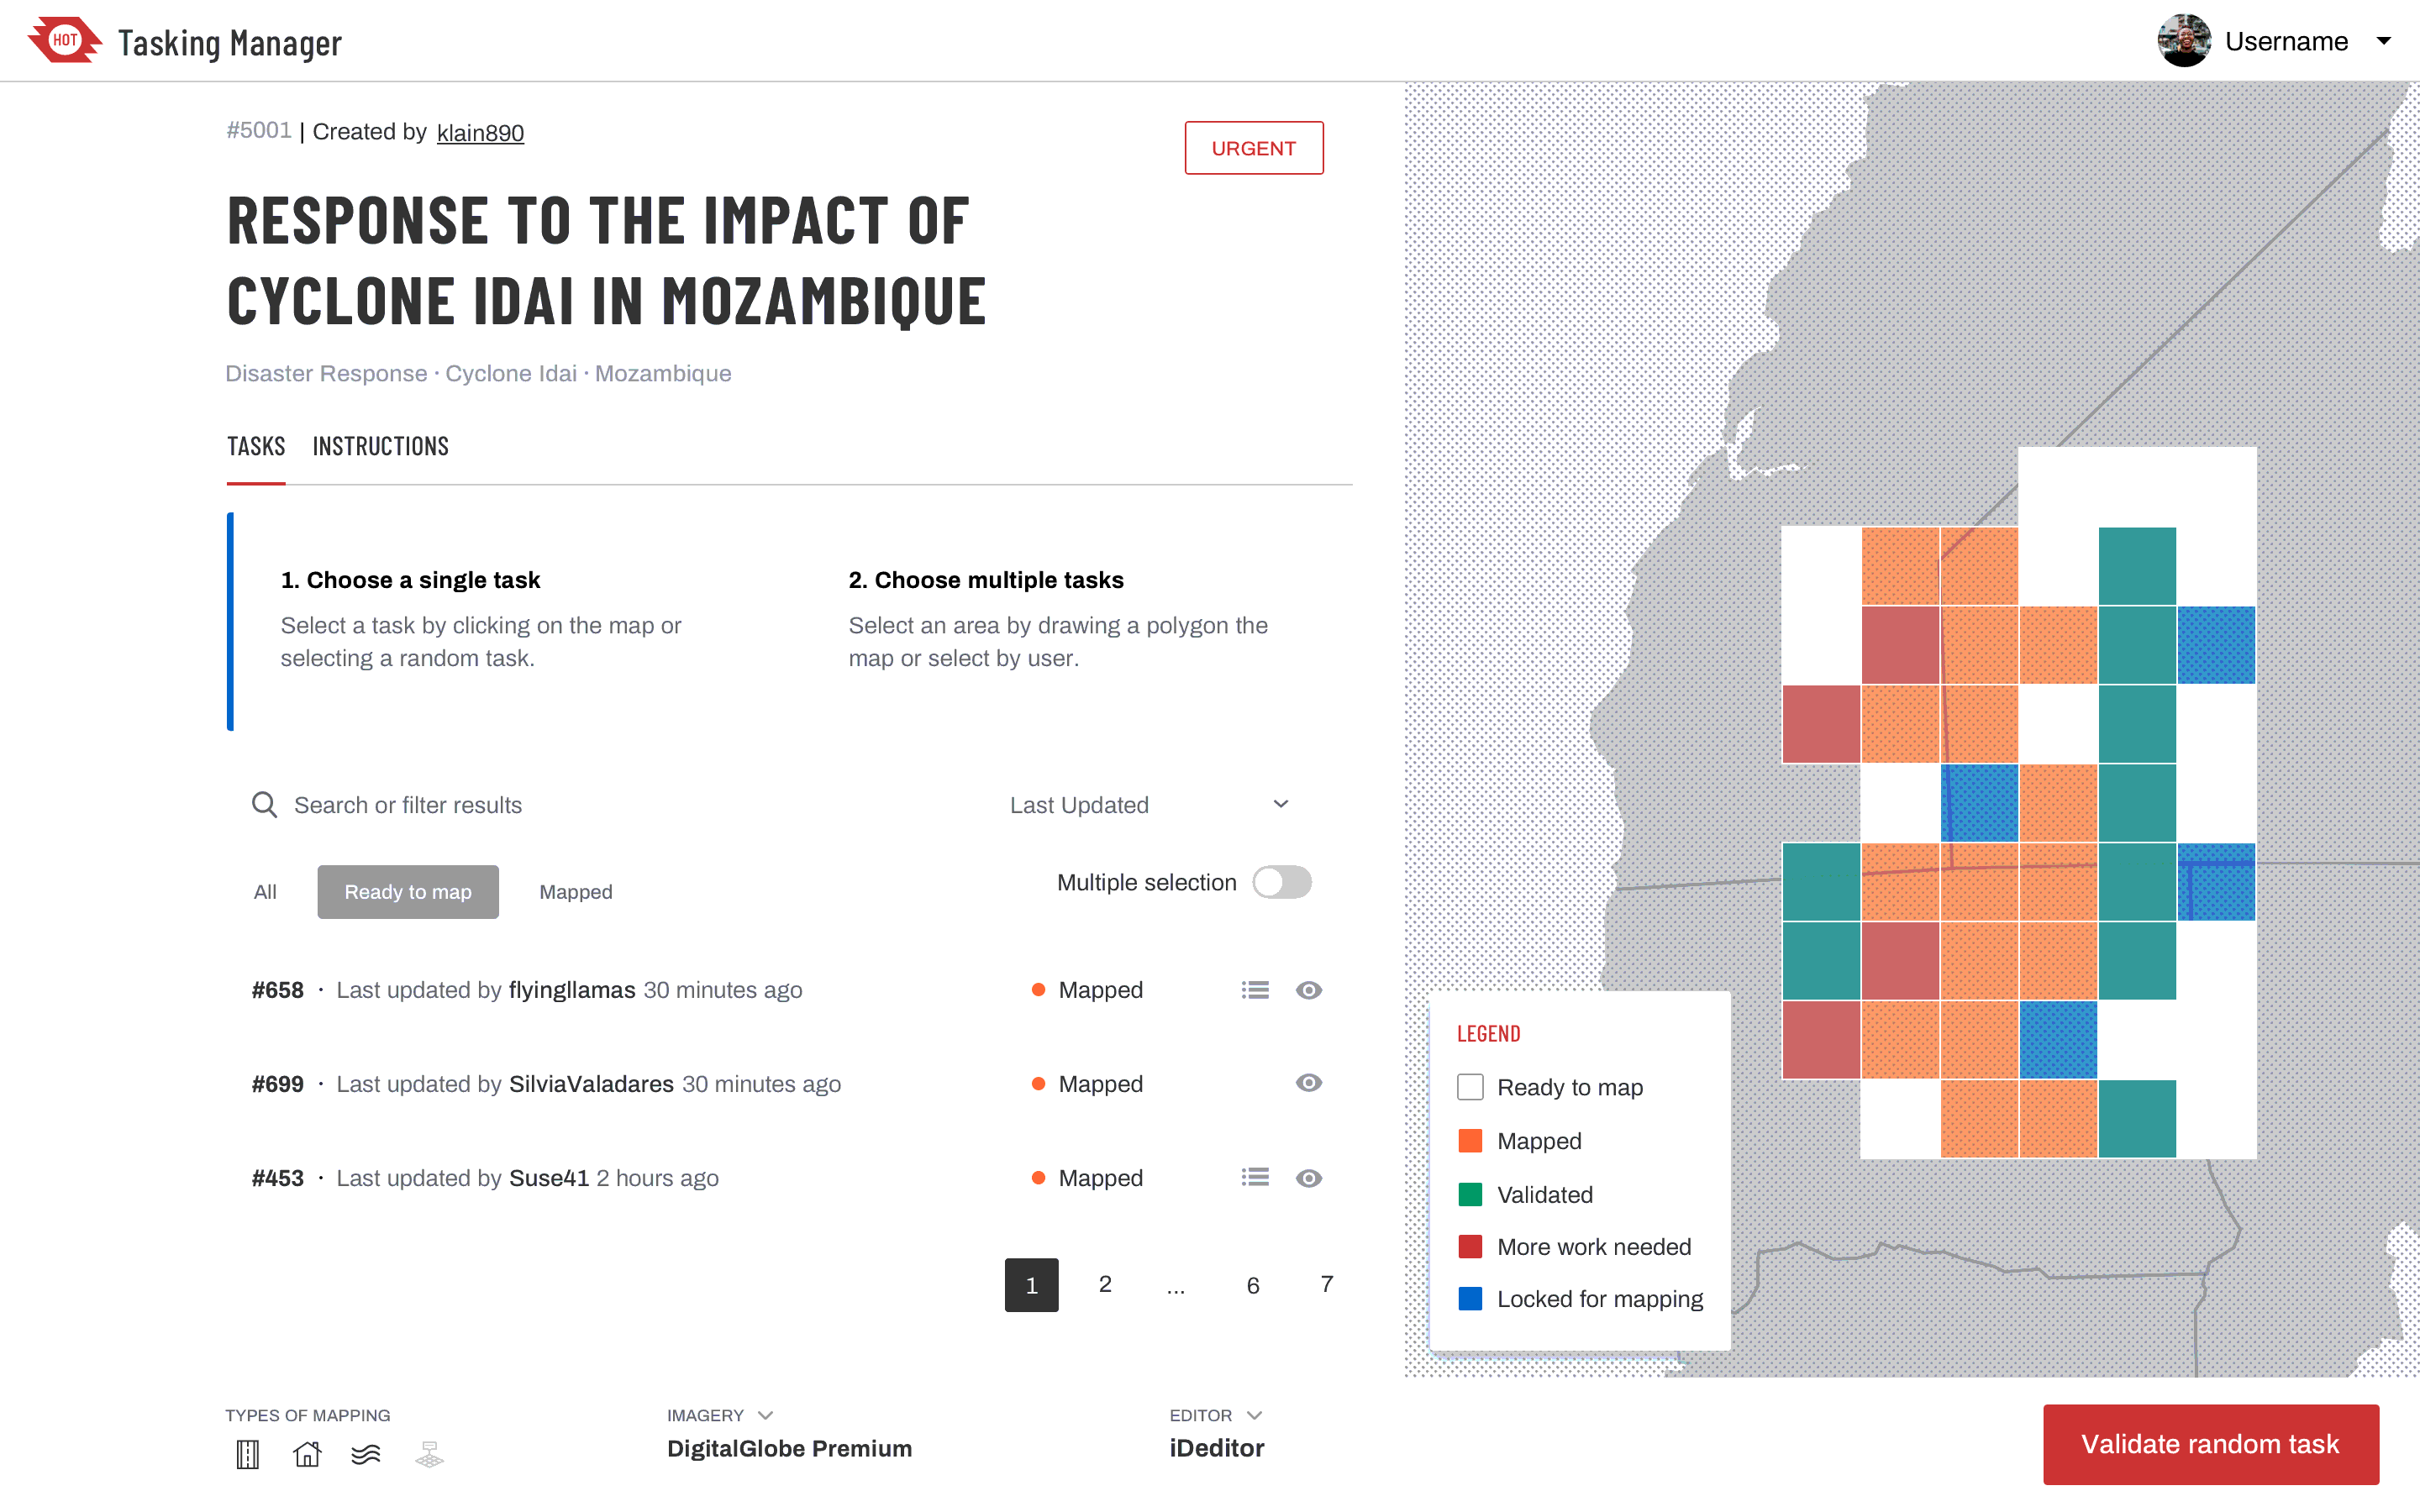 HOT
Tasking Manager
Username
#5001 | Created by klain890
URGENT
RESPONSE TO THE IMPACT OF
CYCLONE IDAI IN MOZAMBIQUE
Disaster Response · Cyclone Idai · Mozambique
TASKS INSTRUCTIONS
1. Choose a single task
Select a task by clicking on the map or
selecting a random task.
2. Choose multiple tasks
Select an area by drawing a polygon the
map or select by user.
Search or filter results
Last Updated
All
Ready to map
Mapped
Multiple selection
#658 · Last updated by flyingllamas 30 minutes ago
Mapped
#699 · Last updated by SilviaValadares 30 minutes ago
Mapped
#453 · Last updated by Suse41 2 hours ago
Mapped
1 2 ... 6 7
LEGEND
Ready to map
Mapped
Validated
More work needed
Locked for mapping
TYPES OF MAPPING
IMAGERY
DigitalGlobe Premium
EDITOR
iDeditor
Validate random task